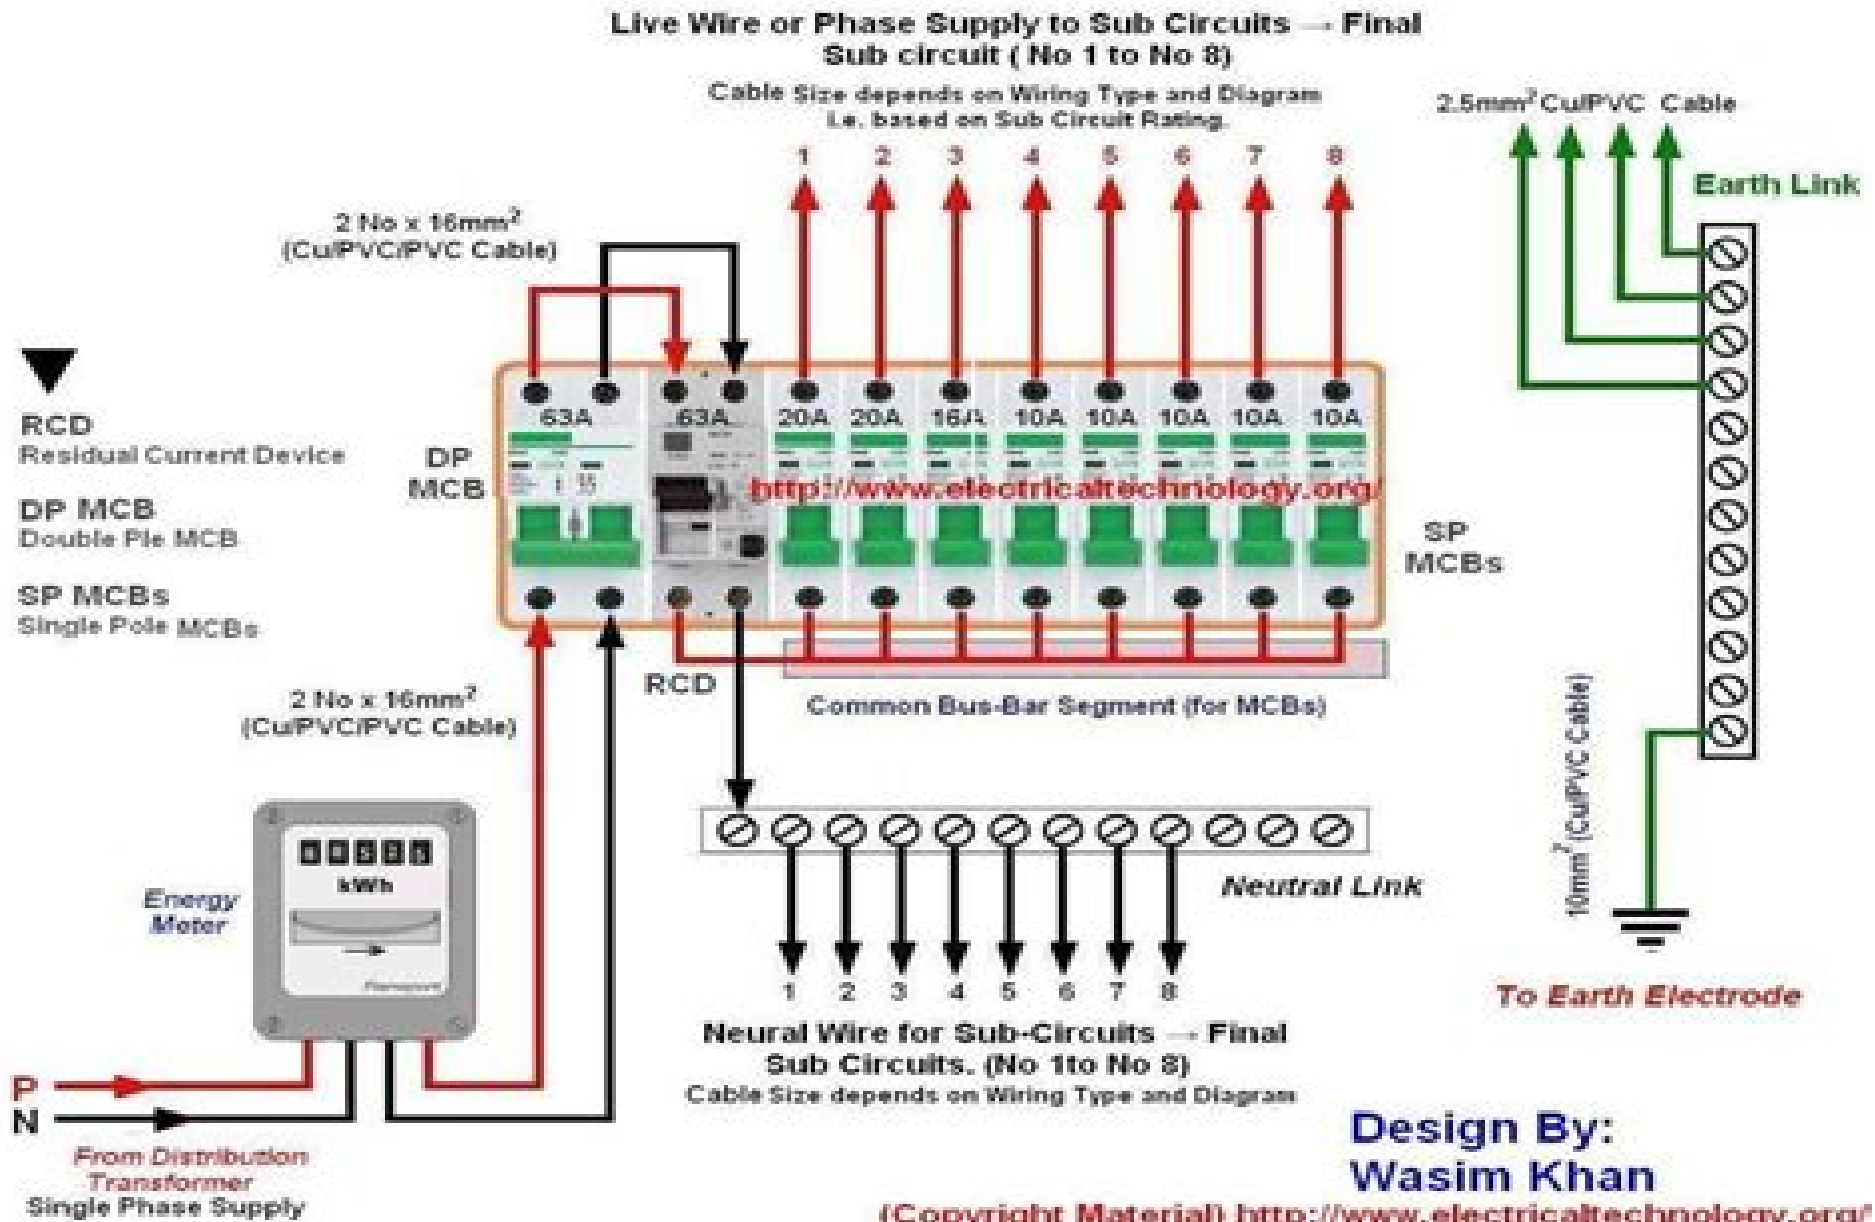 Live Wire or Phase Supply to Sub Circuits → Final
Sub circuit ( No 1 to No 8)
Cable Size depends on Wiring Type and Diagram
i.e. based on Sub Circuit Rating.
1 2 3 4 5 6 7 8
2.5mm² Cu/PVC Cable
Earth Link
2 No x 16mm²
(Cu/PVC/PVC Cable)
RCD
Residual Current Device
DP MCB
Double Ple MCB
SP MCBs
Single Pole MCBs
DP
MCB
63A 63A 20A 20A 16A 10A 10A 10A 10A 10A
http://www.electricaltechnology.org/
SP
MCBs
RCD
Common Bus-Bar Segment (for MCBs)
2 No x 16mm²
(Cu/PVC/PVC Cable)
10mm² (Cu/PVC Cable)
kWh
Energy
Meter
Neutral Link
1 2 3 4 5 6 7 8
Neural Wire for Sub-Circuits → Final
Sub Circuits. (No 1to No 8)
Cable Size depends on Wiring Type and Diagram
To Earth Electrode
P
N
From Distribution
Transformer
Single Phase Supply
Design By:
Wasim Khan
(Copyright Material) http://www.electricaltechnology.org/